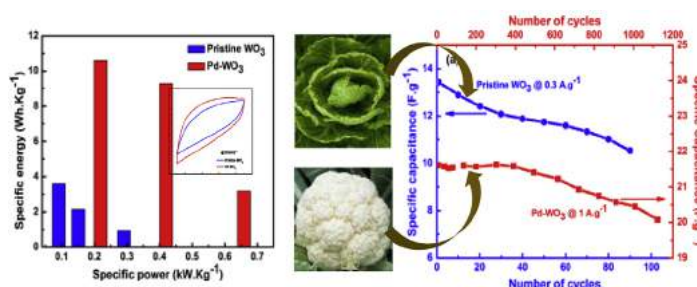 12
10
8
6
4
2
0
Specific energy (Wh.Kg⁻¹)
Pristine WO₃
Pd-WO₃
0.1 0.2 0.3 0.4 0.5 0.6 0.7
Specific power (kW.Kg⁻¹)
Number of cycles
0 200 400 600 800 1000
(a)
14
12
10
8
6
Specific capacitance (F.g⁻¹)
Pristine WO₃ @ 0.3 A.g⁻¹
Pd-WO₃ @ 1 A.g⁻¹
25
24
23
22
21
20
19
0 20 40 60 80 100
Number of cycles